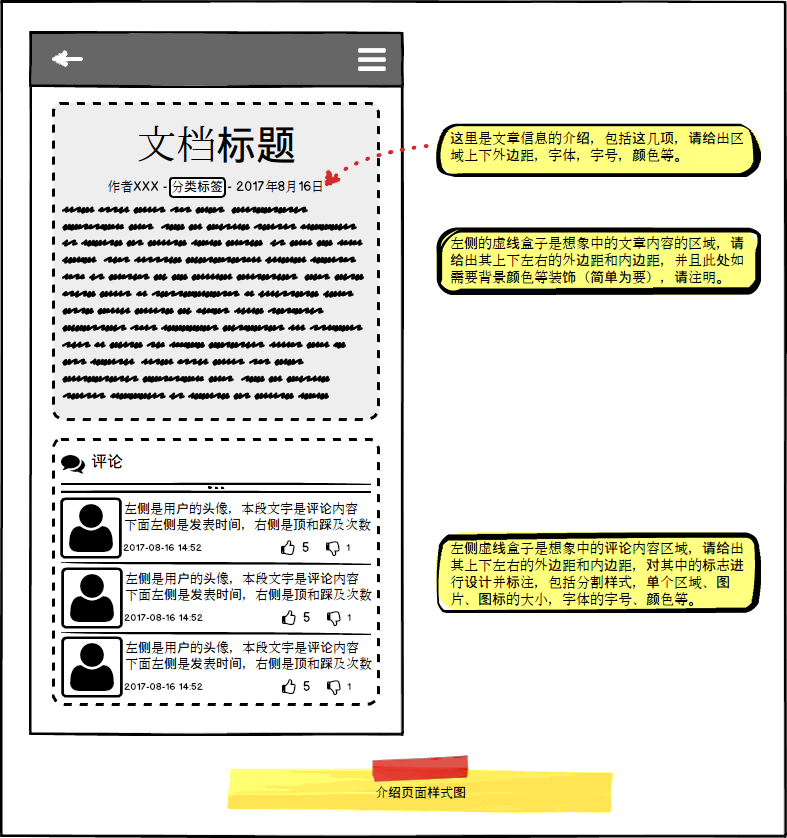 文档标题
作者XXX - 分类标签 - 2017年8月16日
评论
左侧是用户的头像，本段文字是评论内容
下面左侧是发表时间，右侧是顶和踩及次数
2017-08-16 14:52 5 1
左侧是用户的头像，本段文字是评论内容
下面左侧是发表时间，右侧是顶和踩及次数
2017-08-16 14:52 5 1
左侧是用户的头像，本段文字是评论内容
下面左侧是发表时间，右侧是顶和踩及次数
2017-08-16 14:52 5 1
这里是文章信息的介绍，包括这几项，请给出区
域上下外边距，字体，字号，颜色等。
左侧的虚线盒子是想象中的文章内容的区域，请
给出其上下左右的外边距和内边距，并且此处如
需要背景颜色等装饰（简单为要），请注明。
左侧虚线盒子是想象中的评论内容区域，请给出
其上下左右的外边距和内边距，对其中的标志进
行设计并标注，包括分割样式，单个区域、图
片、图标的大小，字体的字号、颜色等。
介绍页面样式图